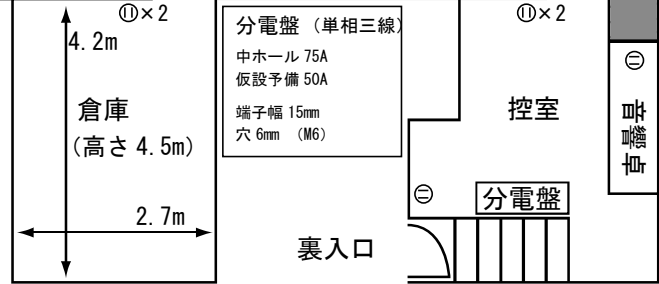 ⑪×2
4.2m
倉庫
(高さ 4.5m)
2.7m
分電盤 (単相三線)
中ホール 75A
仮設予備 50A
端子幅 15mm
穴 6mm (M6)
裏入口
⑪×2
控室
分電盤
音響卓